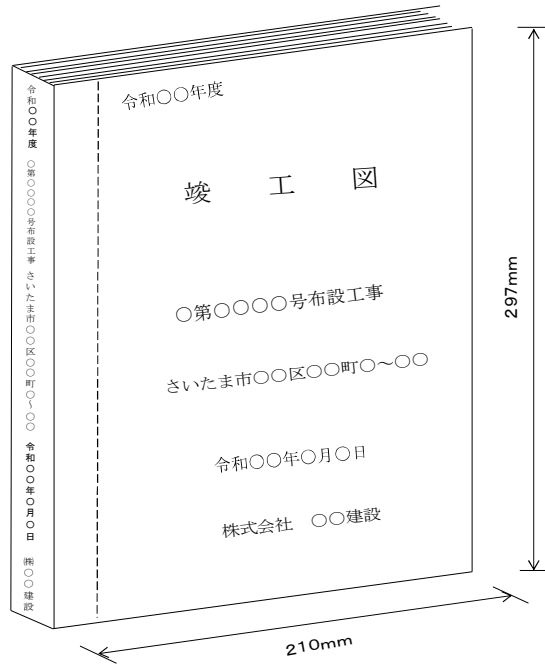 令和○○年度
竣　工　図
○第○○○○号布設工事
さいたま市○○区○○町○～○○
令和○○年○月○日
株式会社　○○建設
令和○○年度　○第○○○○号布設工事　さいたま市○○区○○町○～○○　令和○○年○月○日　㈱○○建設
297mm
210mm